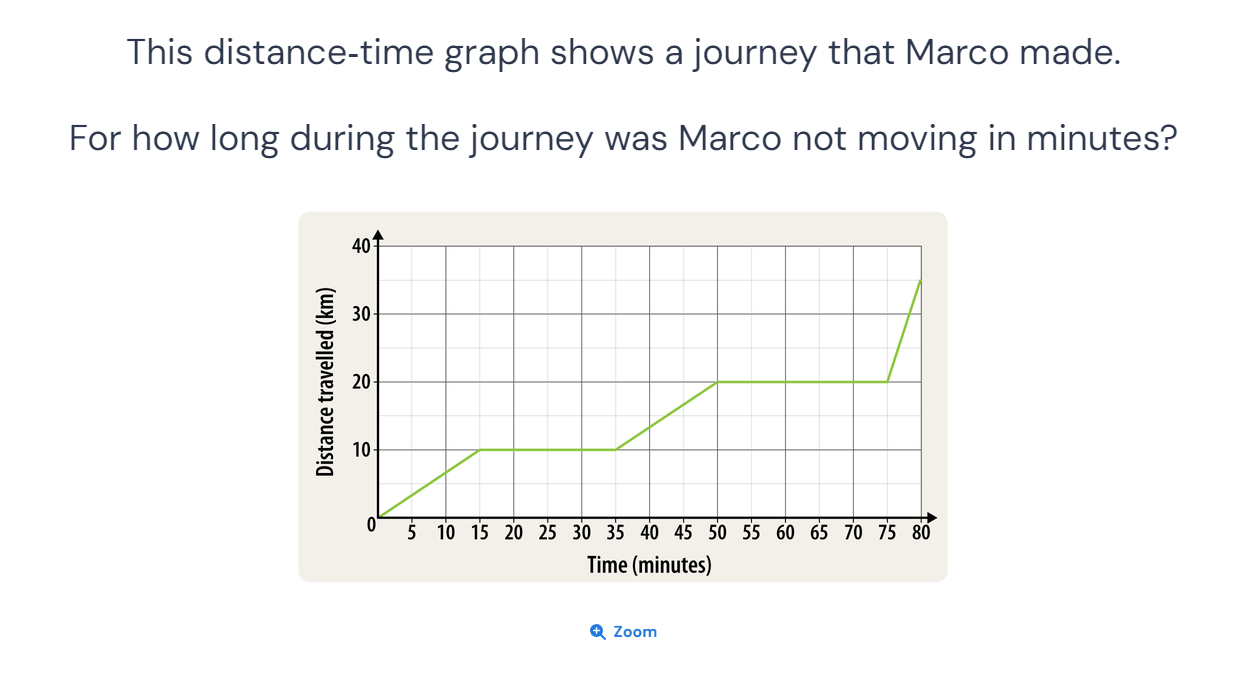 This distance-time graph shows a journey that Marco made.
For how long during the journey was Marco not moving in minutes?
Distance travelled (km)
40
30
20
10
0
5 10 15 20 25 30 35 40 45 50 55 60 65 70 75 80
Time (minutes)
Zoom